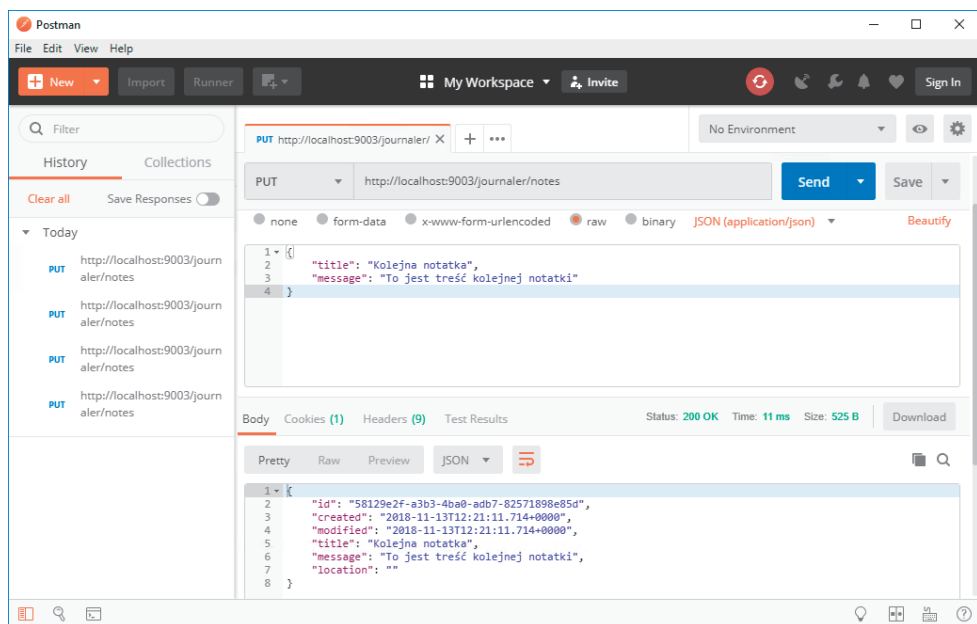 Postman
File Edit View Help
New Import Runner My Workspace Invite Sign In
Filter
History Collections
Clear all Save Responses
Today
PUT http://localhost:9003/journ
aler/notes
PUT http://localhost:9003/journ
aler/notes
PUT http://localhost:9003/journ
aler/notes
PUT http://localhost:9003/journ
aler/notes
PUT http://localhost:9003/journaler/
No Environment
PUT http://localhost:9003/journaler/notes Send Save
none form-data x-www-form-urlencoded raw binary JSON (application/json) Beautify
1 {
2 "title": "Kolejna notatka",
3 "message": "To jest treść kolejnej notatki"
4 }
Body Cookies (1) Headers (9) Test Results Status: 200 OK Time: 11 ms Size: 525 B Download
Pretty Raw Preview JSON
1 {
2 "id": "58129e2f-a3b3-4ba0-adb7-82571898e85d",
3 "created": "2018-11-13T12:21:11.714+0000",
4 "modified": "2018-11-13T12:21:11.714+0000",
5 "title": "Kolejna notatka",
6 "message": "To jest treść kolejnej notatki",
7 "location": ""
8 }